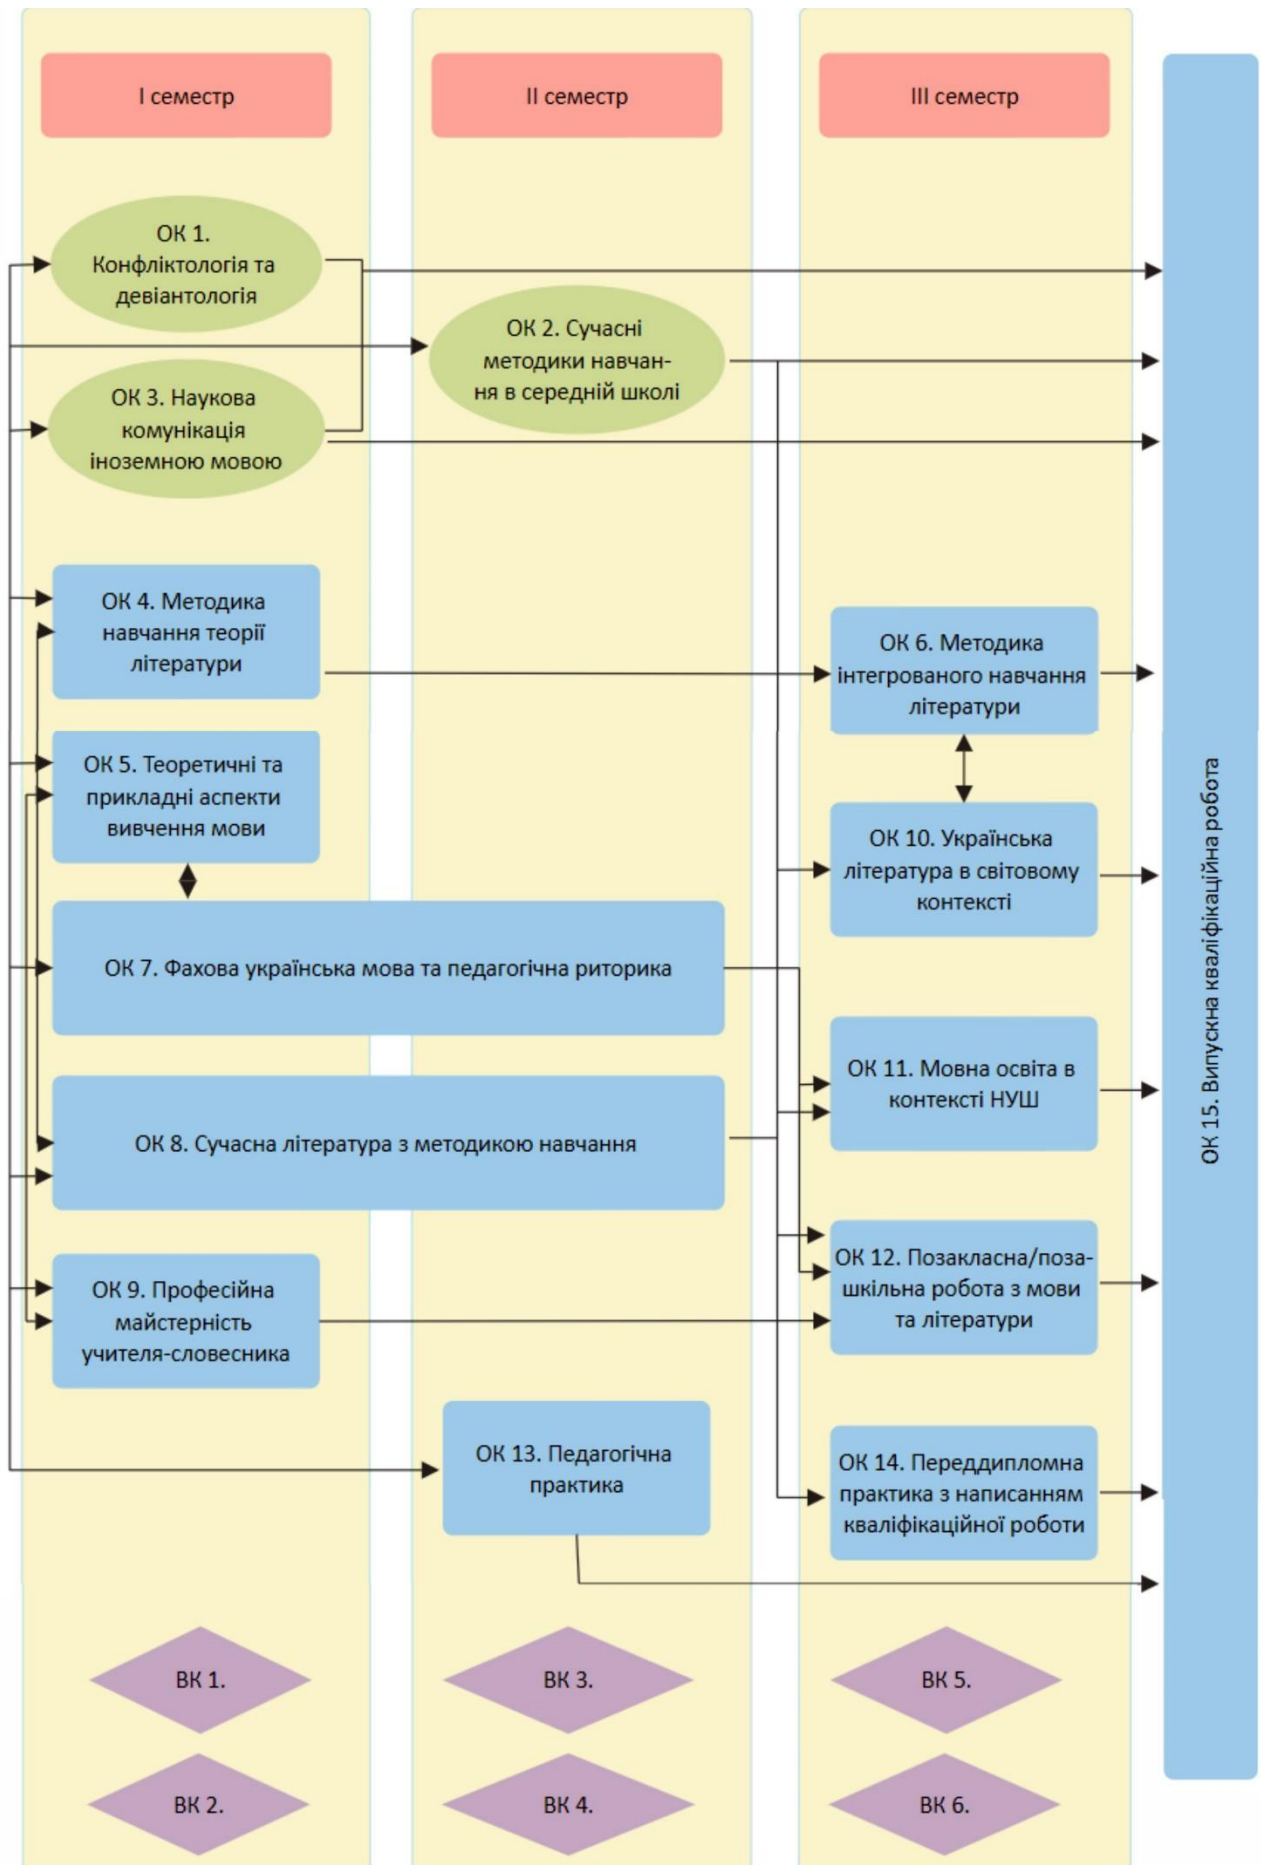 І семестр
ІІ семестр
ІІІ семестр
ОК 1.
Конфліктологія та
девіантологія
ОК 2. Сучасні
методики навчан-
ня в середній школі
ОК 3. Наукова
комунікація
іноземною мовою
ОК 4. Методика
навчання теорії
літератури
ОК 6. Методика
інтегрованого навчання
літератури
ОК 5. Теоретичні та
прикладні аспекти
вивчення мови
ОК 10. Українська
література в світовому
контексті
ОК 7. Фахова українська мова та педагогічна риторика
ОК 11. Мовна освіта в
контексті НУШ
ОК 8. Сучасна література з методикою навчання
ОК 9. Професійна
майстерність
учителя-словесника
ОК 12. Позакласна/поза-
шкільна робота з мови
та літератури
ОК 13. Педагогічна
практика
ОК 14. Переддипломна
практика з написанням
кваліфікаційної роботи
ОК 15. Випускна кваліфікаційна робота
ВК 1.
ВК 3.
ВК 5.
ВК 2.
ВК 4.
ВК 6.